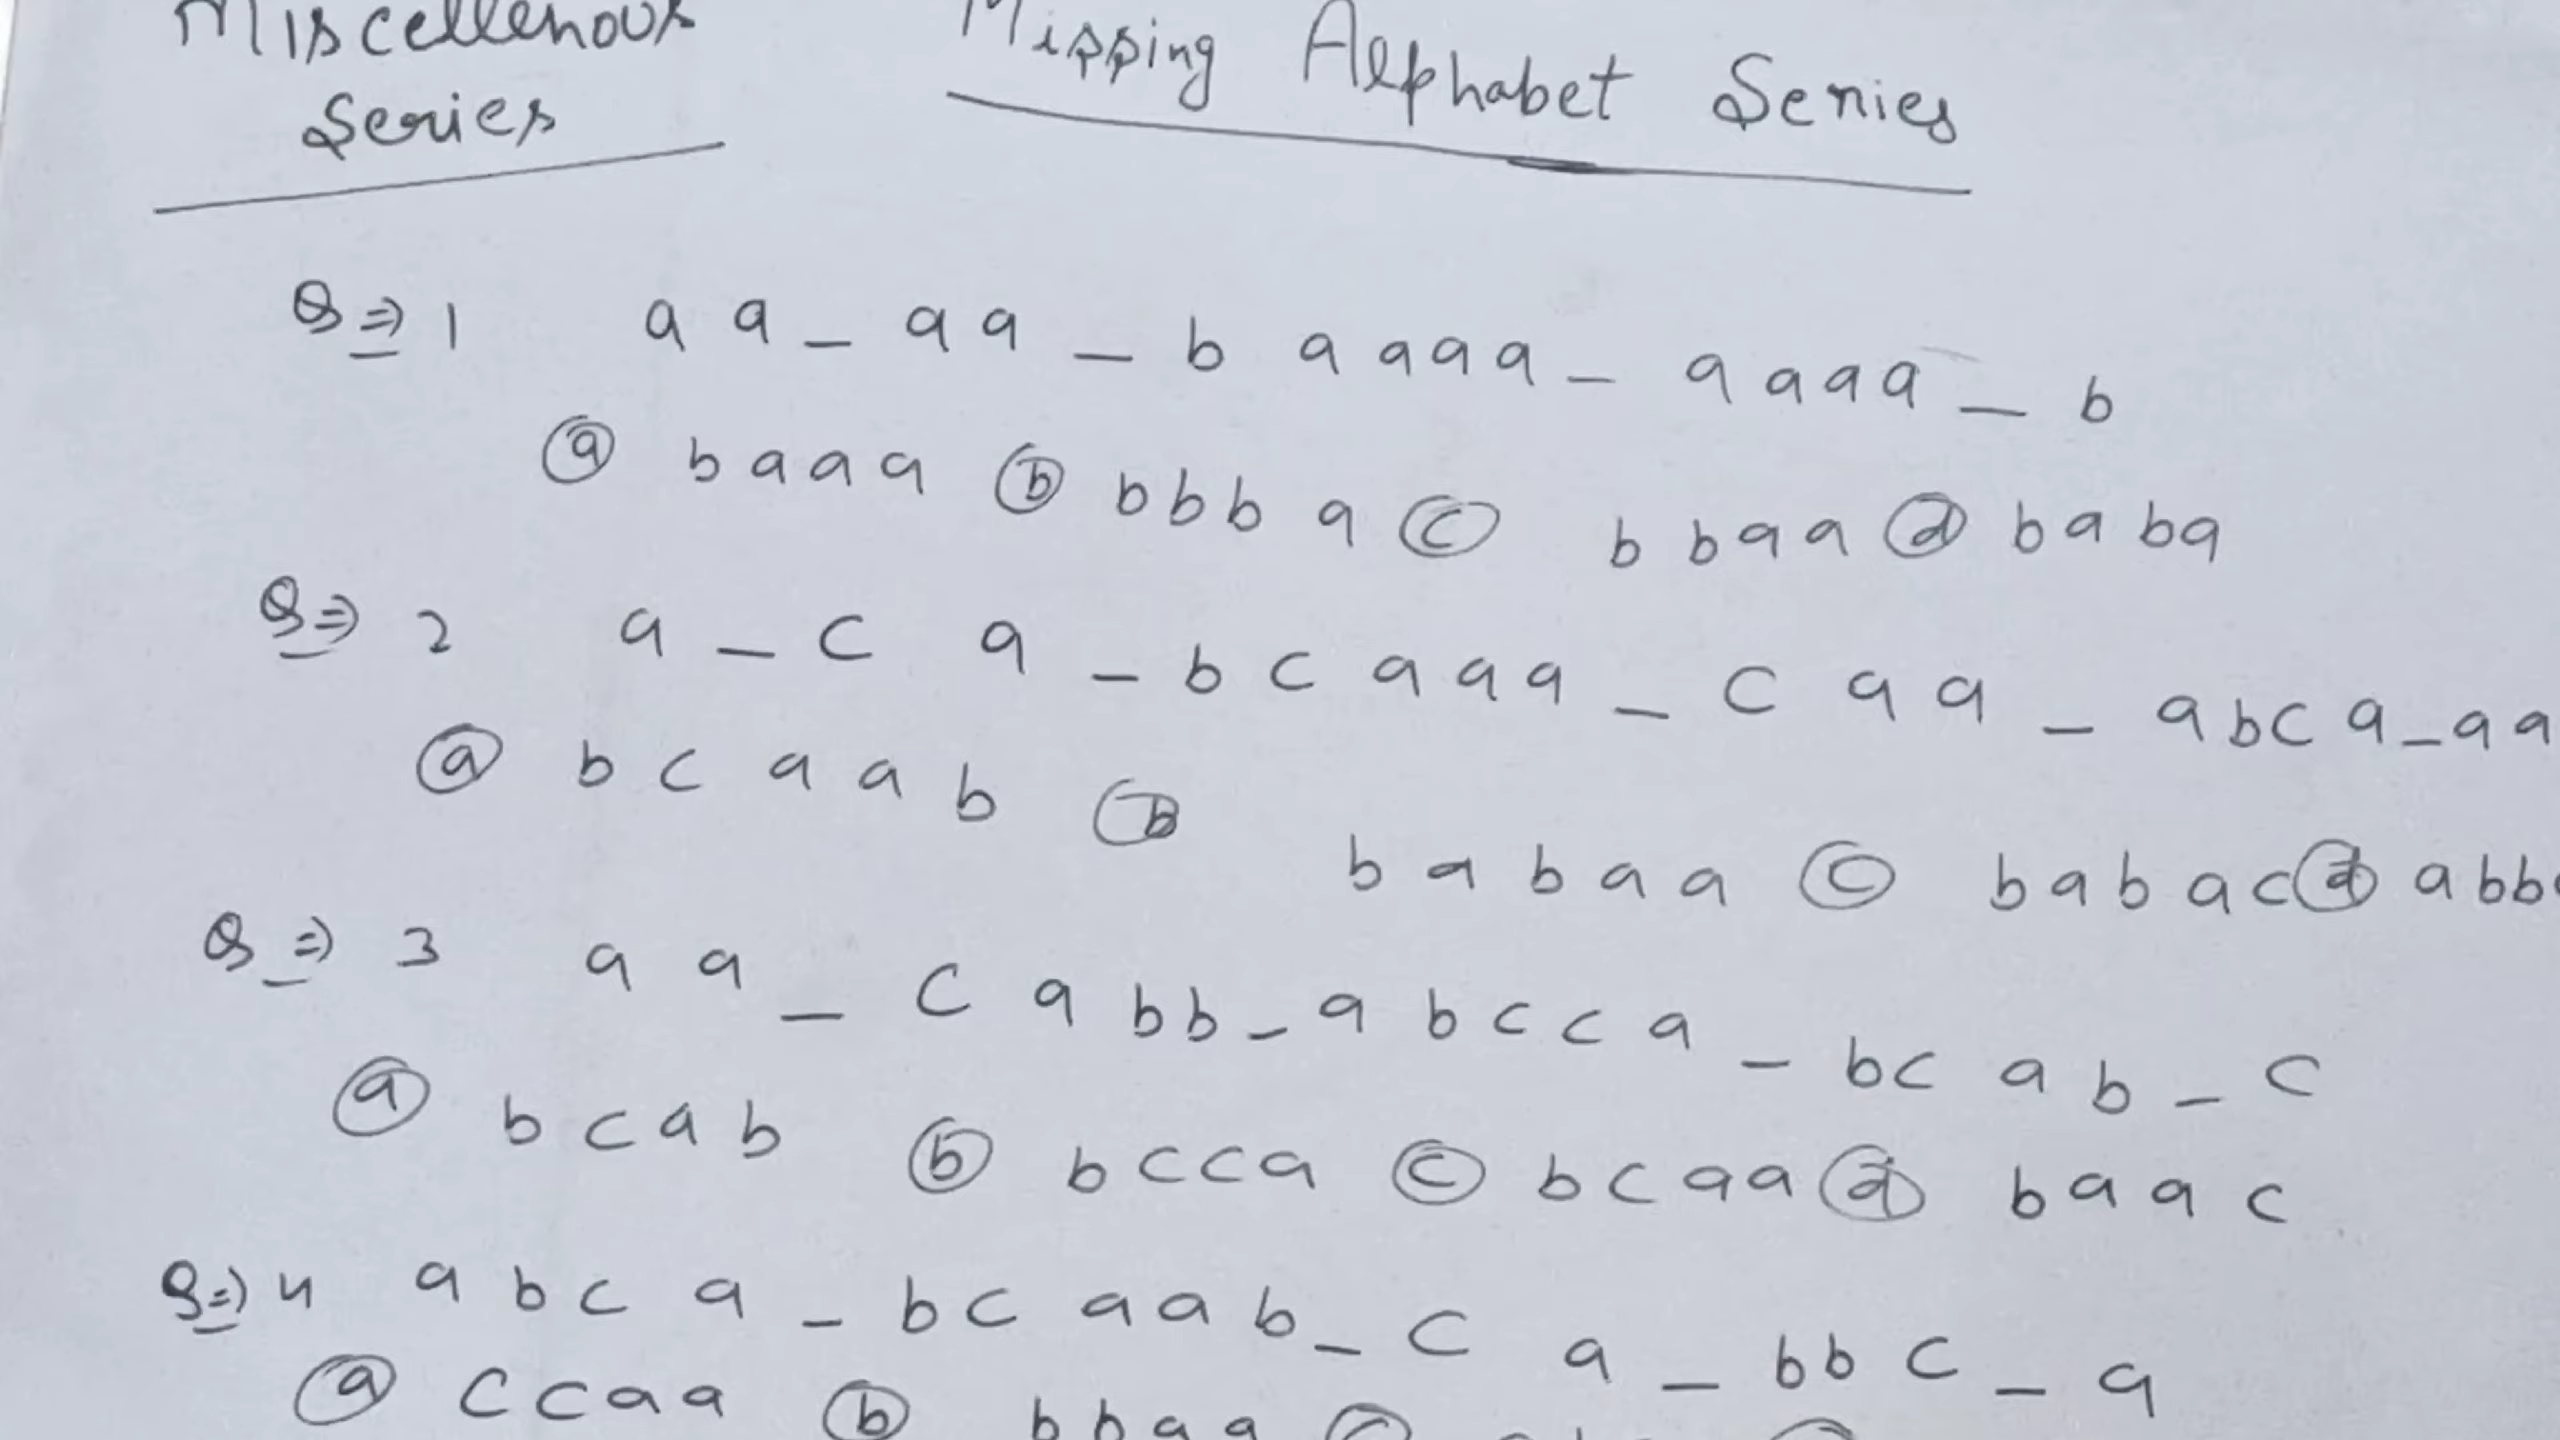 Miscellenous Missing Alphabet Series
Series
Q⇒ 1 a a _ a a _ b a a a a _ a a a a _ b
ⓐ b a a a ⓑ b b b a ⓒ b b a a ⓓ b a b a
Q⇒ 2 a _ c a _ b c a a a _ c a a _ a b c a _ a a
ⓐ b c a a b ⓑ b a b a a ⓒ b a b a c ⓓ a b b
Q⇒ 3 a a _ c a b b _ a b c c a _ b c a b _ c
ⓐ b c a b ⓑ b c c a ⓒ b c a a ⓓ b a a c
Q⇒ 4 a b c a _ b c a a b _ c a _ b b c _ a
ⓐ c c a a ⓑ b b a a